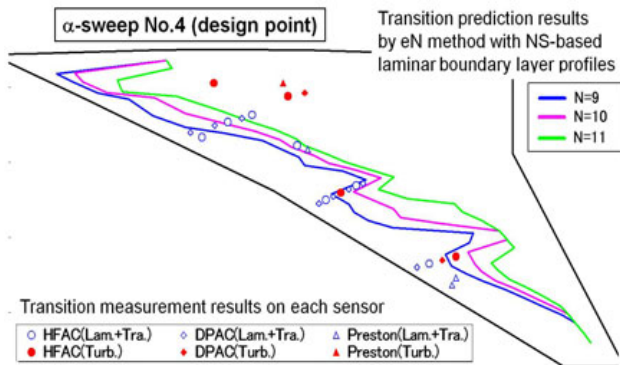 α-sweep No.4 (design point)
Transition prediction results
by eN method with NS-based
laminar boundary layer profiles
N=9
N=10
N=11
Transition measurement results on each sensor
HFAC(Lam.+Tra.) DPAC(Lam.+Tra.) Preston(Lam.+Tra.)
HFAC(Turb.) DPAC(Turb.) Preston(Turb.)